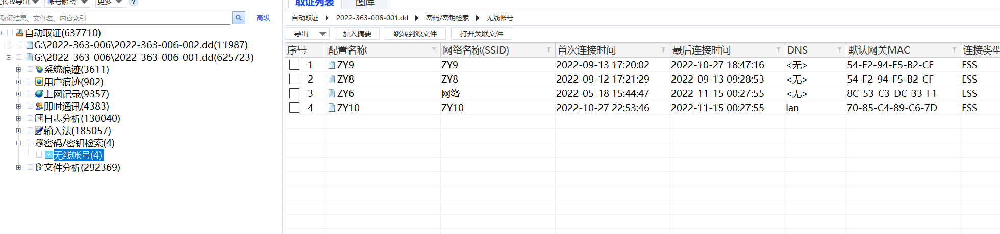 传&导出 帐号解密 更多 ?
取证结果、文件名、内容索引 高级
自动取证(637710)
G:\2022-363-006\2022-363-006-002.dd(11987)
G:\2022-363-006\2022-363-006-001.dd(625723)
系统痕迹(3611)
用户痕迹(902)
上网记录(9357)
即时通讯(4383)
日志分析(130040)
输入法(185057)
密码/密钥检索(4)
无线帐号(4)
文件分析(292369)
取证列表 图库
自动取证 2022-363-006-001.dd 密码/密钥检索 无线帐号
导出 加入摘要 跳转到源文件 打开关联文件
序号 配置名称 网络名称(SSID) 首次连接时间 最后连接时间 DNS 默认网关MAC 连接类型
1 ZY9 ZY9 2022-09-13 17:20:02 2022-10-27 18:47:16 <无> 54-F2-94-F5-B2-CF ESS
2 ZY8 ZY8 2022-09-12 17:21:29 2022-09-13 09:28:53 <无> 54-F2-94-F5-B2-CF ESS
3 ZY6 网络 2022-05-18 15:44:47 2022-11-15 00:27:55 <无> 8C-53-C3-DC-33-F1 ESS
4 ZY10 ZY10 2022-10-27 22:53:46 2022-11-15 00:27:55 lan 70-85-C4-89-C6-7D ESS